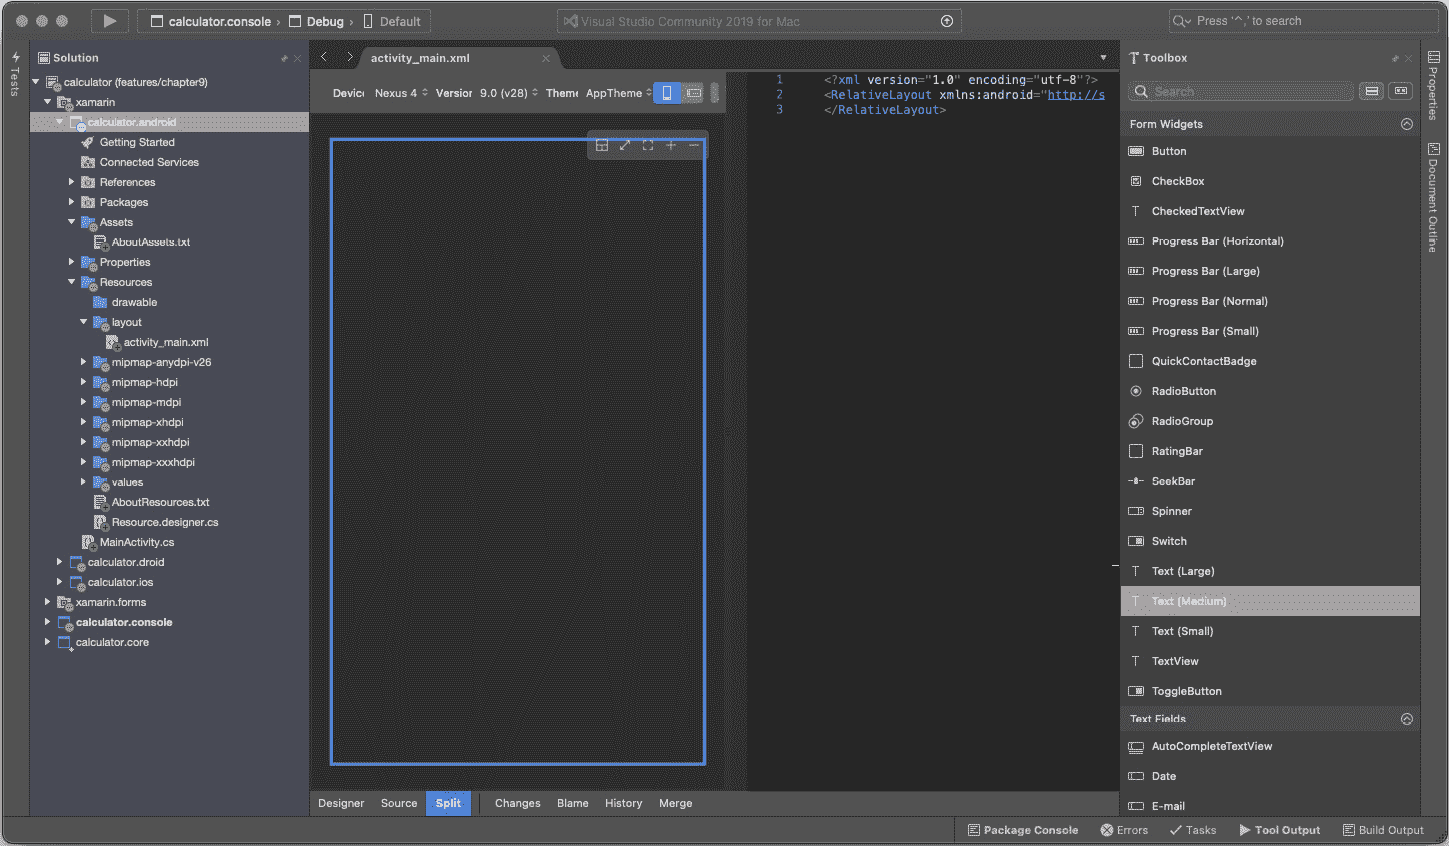 calculator.console › Debug › Default
Visual Studio Community 2019 for Mac
Press '^,' to search
Tests
Solution
calculator (features/chapter9)
xamarin
calculator.android
Getting Started
Connected Services
References
Packages
Assets
AboutAssets.txt
Properties
Resources
drawable
layout
activity_main.xml
mipmap-anydpi-v26
mipmap-hdpi
mipmap-mdpi
mipmap-xhdpi
mipmap-xxhdpi
mipmap-xxxhdpi
values
AboutResources.txt
Resource.designer.cs
MainActivity.cs
calculator.droid
calculator.ios
xamarin.forms
calculator.console
calculator.core
activity_main.xml
Device Nexus 4 Version 9.0 (v28) Theme AppTheme
1 <?xml version="1.0" encoding="utf-8"?>
2 <RelativeLayout xmlns:android="http://s
3 </RelativeLayout>
Designer Source Split Changes Blame History Merge
Toolbox
Search
Form Widgets
Button
CheckBox
CheckedTextView
Progress Bar (Horizontal)
Progress Bar (Large)
Progress Bar (Normal)
Progress Bar (Small)
QuickContactBadge
RadioButton
RadioGroup
RatingBar
SeekBar
Spinner
Switch
Text (Large)
Text (Medium)
Text (Small)
TextView
ToggleButton
Text Fields
AutoCompleteTextView
Date
E-mail
Properties
Document Outline
Package Console Errors Tasks Tool Output Build Output